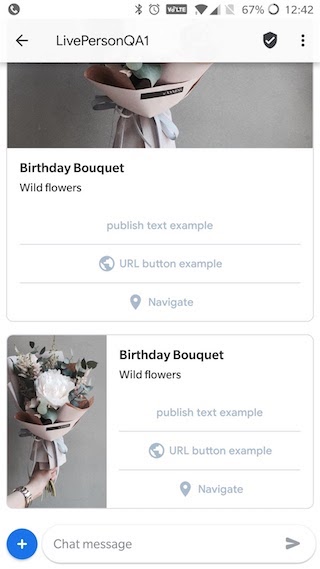 67% 12:42
LivePersonQA1
Birthday Bouquet
Wild flowers
publish text example
URL button example
Navigate
Birthday Bouquet
Wild flowers
publish text example
URL button example
Navigate
Chat message